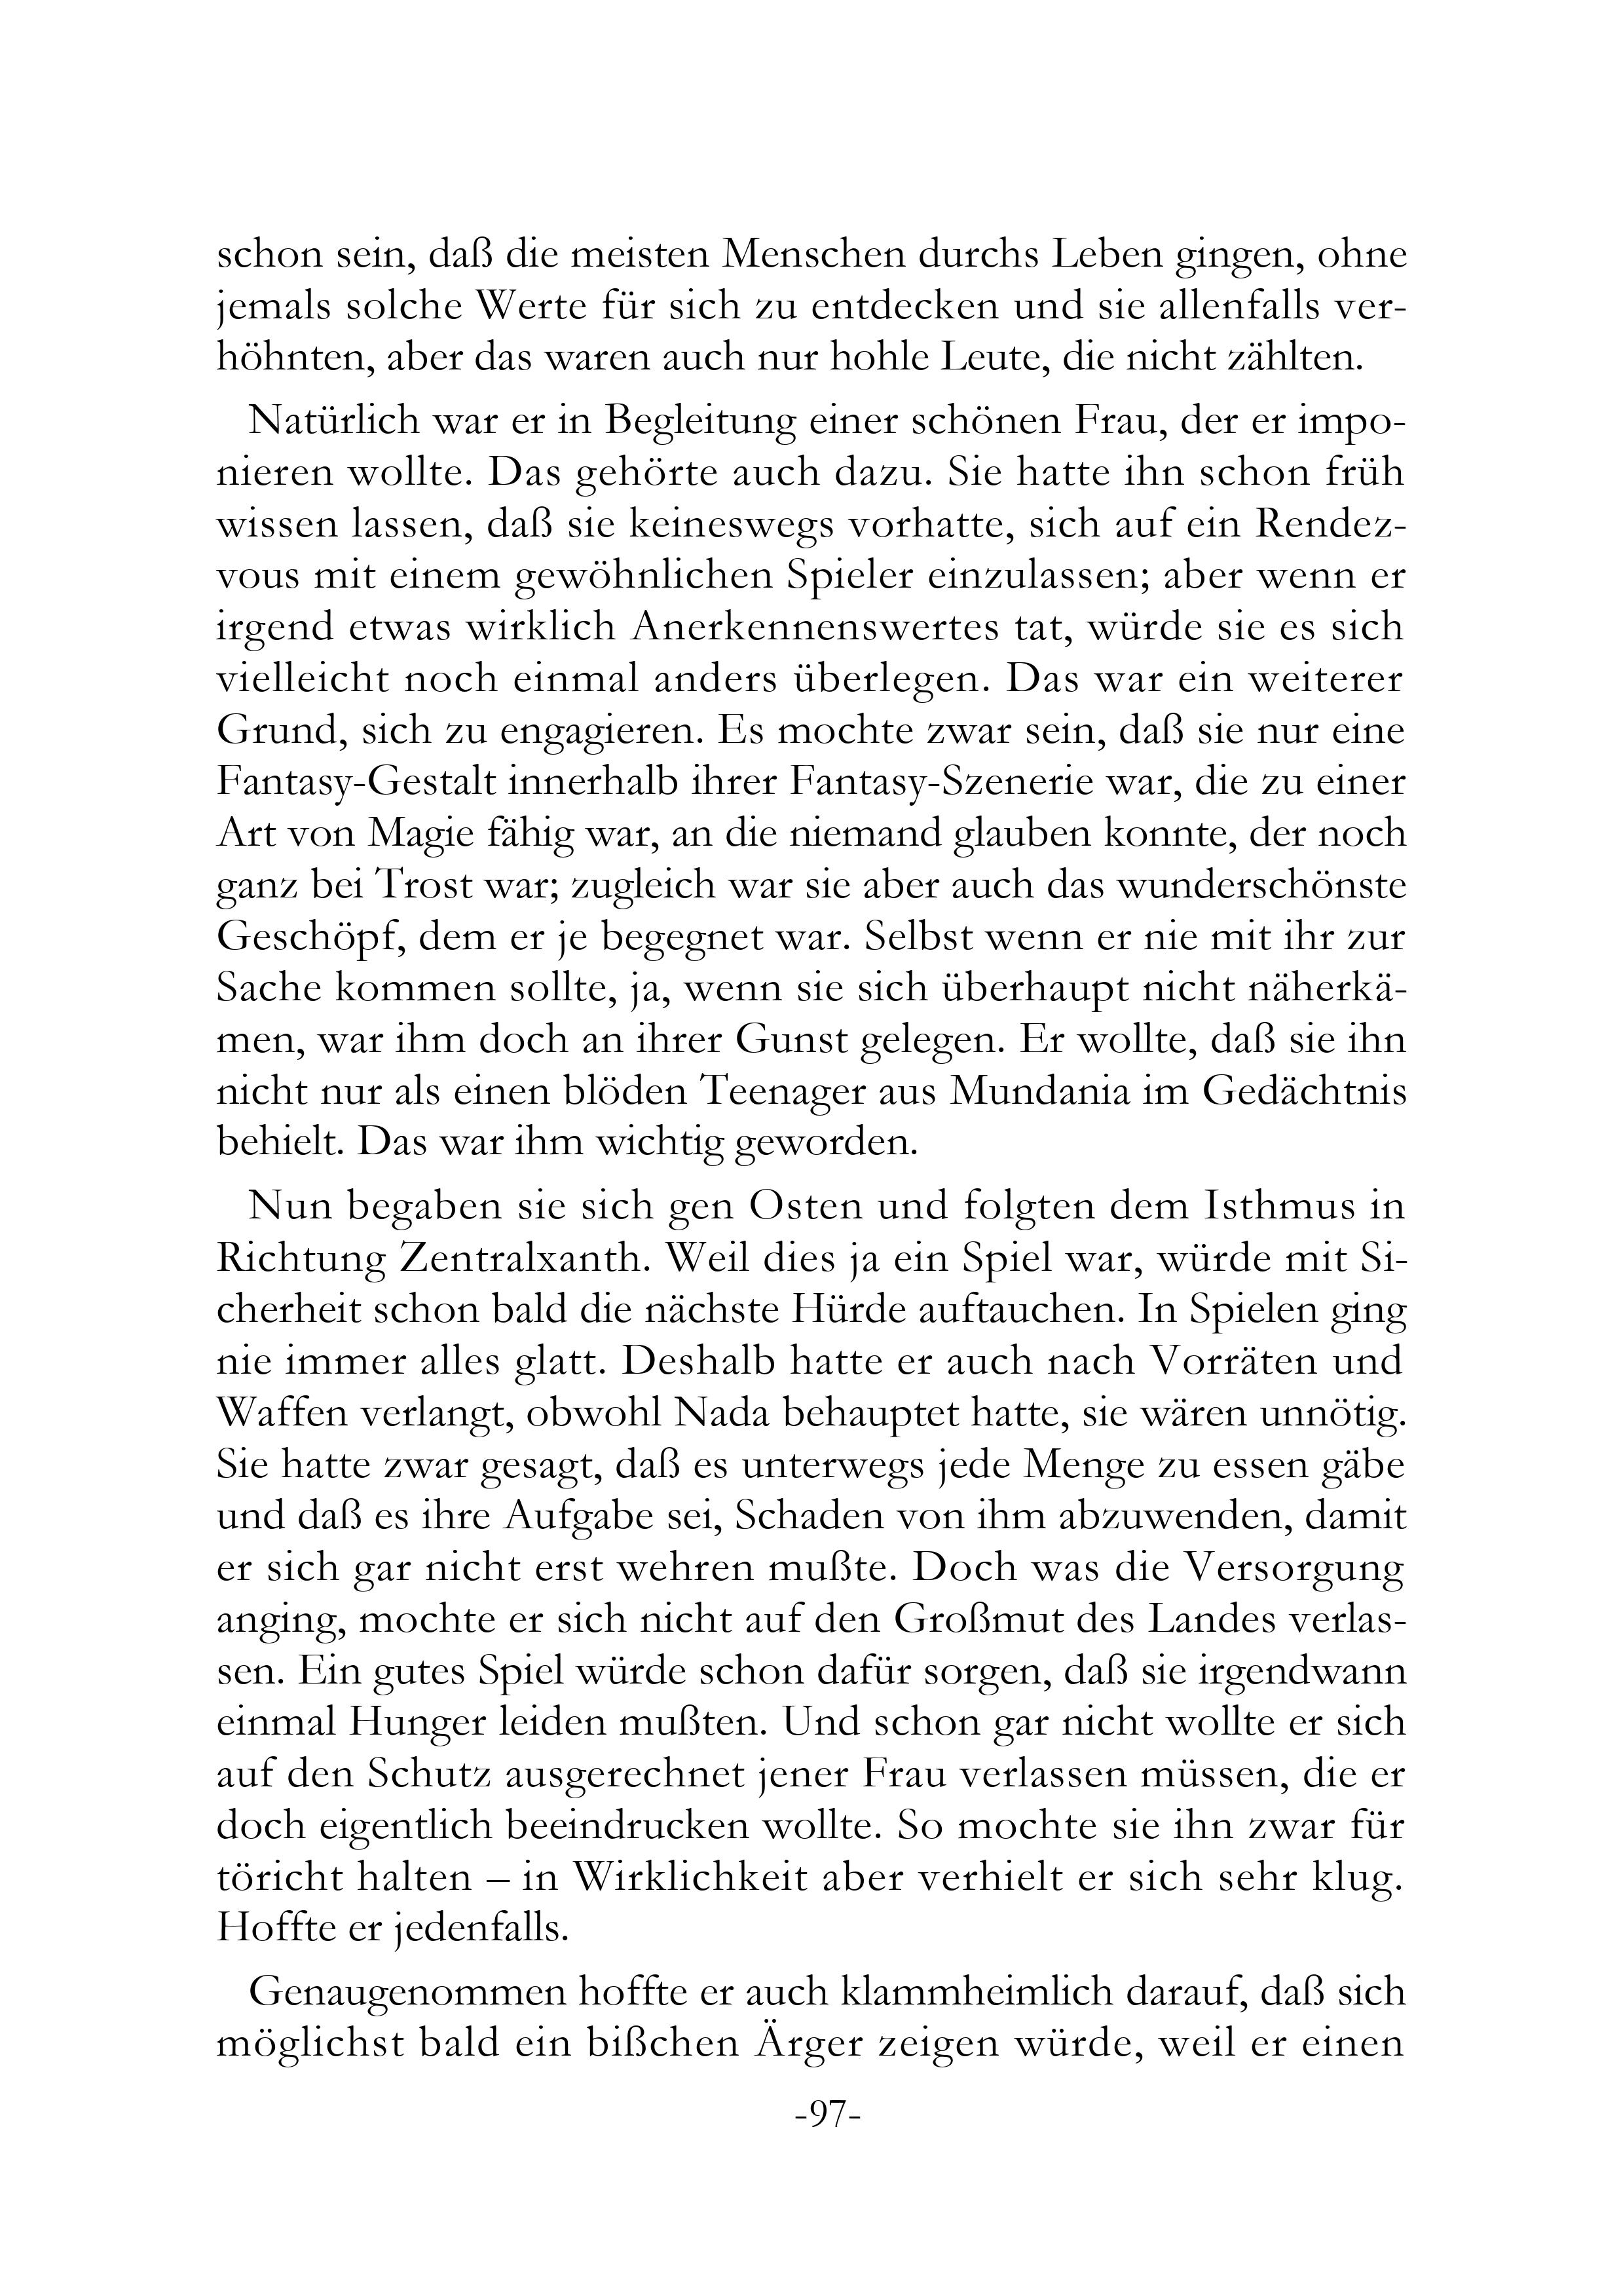 schon sein, daß die meisten Menschen durchs Leben gingen, ohne
jemals solche Werte für sich zu entdecken und sie allenfalls ver-
höhnten, aber das waren auch nur hohle Leute, die nicht zählten.
Natürlich war er in Begleitung einer schönen Frau, der er impo-
nieren wollte. Das gehörte auch dazu. Sie hatte ihn schon früh
wissen lassen, daß sie keineswegs vorhatte, sich auf ein Rendez-
vous mit einem gewöhnlichen Spieler einzulassen; aber wenn er
irgend etwas wirklich Anerkennenswertes tat, würde sie es sich
vielleicht noch einmal anders überlegen. Das war ein weiterer
Grund, sich zu engagieren. Es mochte zwar sein, daß sie nur eine
Fantasy-Gestalt innerhalb ihrer Fantasy-Szenerie war, die zu einer
Art von Magie fähig war, an die niemand glauben konnte, der noch
ganz bei Trost war; zugleich war sie aber auch das wunderschönste
Geschöpf, dem er je begegnet war. Selbst wenn er nie mit ihr zur
Sache kommen sollte, ja, wenn sie sich überhaupt nicht näherkä-
men, war ihm doch an ihrer Gunst gelegen. Er wollte, daß sie ihn
nicht nur als einen blöden Teenager aus Mundania im Gedächtnis
behielt. Das war ihm wichtig geworden.
Nun begaben sie sich gen Osten und folgten dem Isthmus in
Richtung Zentralxanth. Weil dies ja ein Spiel war, würde mit Si-
cherheit schon bald die nächste Hürde auftauchen. In Spielen ging
nie immer alles glatt. Deshalb hatte er auch nach Vorräten und
Waffen verlangt, obwohl Nada behauptet hatte, sie wären unnötig.
Sie hatte zwar gesagt, daß es unterwegs jede Menge zu essen gäbe
und daß es ihre Aufgabe sei, Schaden von ihm abzuwenden, damit
er sich gar nicht erst wehren mußte. Doch was die Versorgung
anging, mochte er sich nicht auf den Großmut des Landes verlas-
sen. Ein gutes Spiel würde schon dafür sorgen, daß sie irgendwann
einmal Hunger leiden mußten. Und schon gar nicht wollte er sich
auf den Schutz ausgerechnet jener Frau verlassen müssen, die er
doch eigentlich beeindrucken wollte. So mochte sie ihn zwar für
töricht halten – in Wirklichkeit aber verhielt er sich sehr klug.
Hoffte er jedenfalls.
Genaugenommen hoffte er auch klammheimlich darauf, daß sich
möglichst bald ein bißchen Ärger zeigen würde, weil er einen
-97-